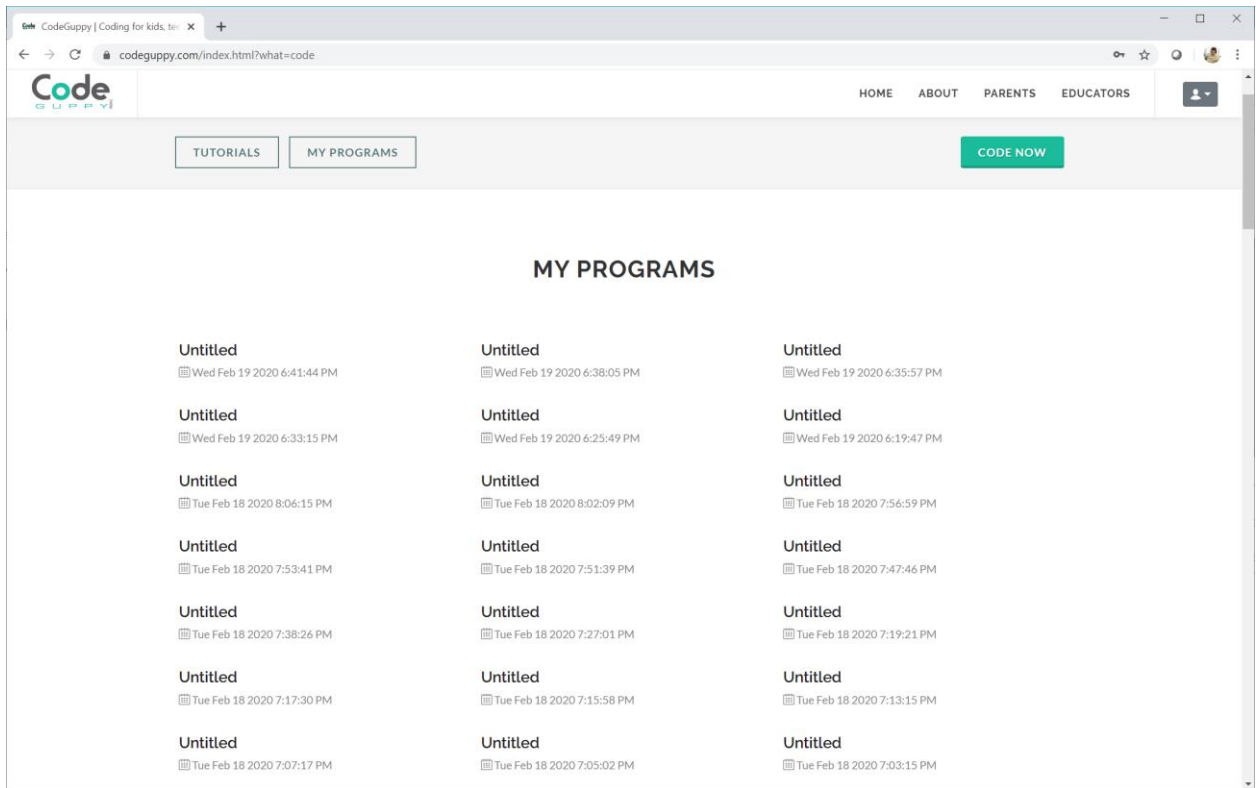 Code CodeGuppy | Coding for kids, tee
codeguppy.com/index.html?what=code
Code
GUPPY
HOME ABOUT PARENTS EDUCATORS
TUTORIALS MY PROGRAMS CODE NOW
MY PROGRAMS
Untitled Untitled Untitled
Wed Feb 19 2020 6:41:44 PM Wed Feb 19 2020 6:38:05 PM Wed Feb 19 2020 6:35:57 PM
Untitled Untitled Untitled
Wed Feb 19 2020 6:33:15 PM Wed Feb 19 2020 6:25:49 PM Wed Feb 19 2020 6:19:47 PM
Untitled Untitled Untitled
Tue Feb 18 2020 8:06:15 PM Tue Feb 18 2020 8:02:09 PM Tue Feb 18 2020 7:56:59 PM
Untitled Untitled Untitled
Tue Feb 18 2020 7:53:41 PM Tue Feb 18 2020 7:51:39 PM Tue Feb 18 2020 7:47:46 PM
Untitled Untitled Untitled
Tue Feb 18 2020 7:38:26 PM Tue Feb 18 2020 7:27:01 PM Tue Feb 18 2020 7:19:21 PM
Untitled Untitled Untitled
Tue Feb 18 2020 7:17:30 PM Tue Feb 18 2020 7:15:58 PM Tue Feb 18 2020 7:13:15 PM
Untitled Untitled Untitled
Tue Feb 18 2020 7:07:17 PM Tue Feb 18 2020 7:05:02 PM Tue Feb 18 2020 7:03:15 PM